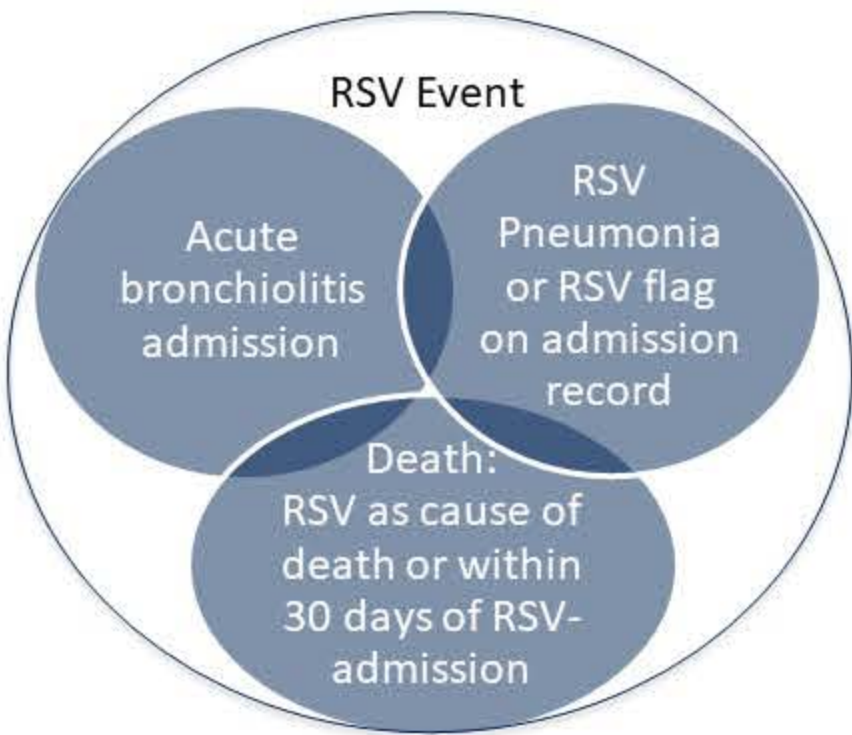 RSV Event
Acute
bronchiolitis
admission
RSV
Pneumonia
or RSV flag
on admission
record
Death:
RSV as cause of
death or within
30 days of RSV-
admission